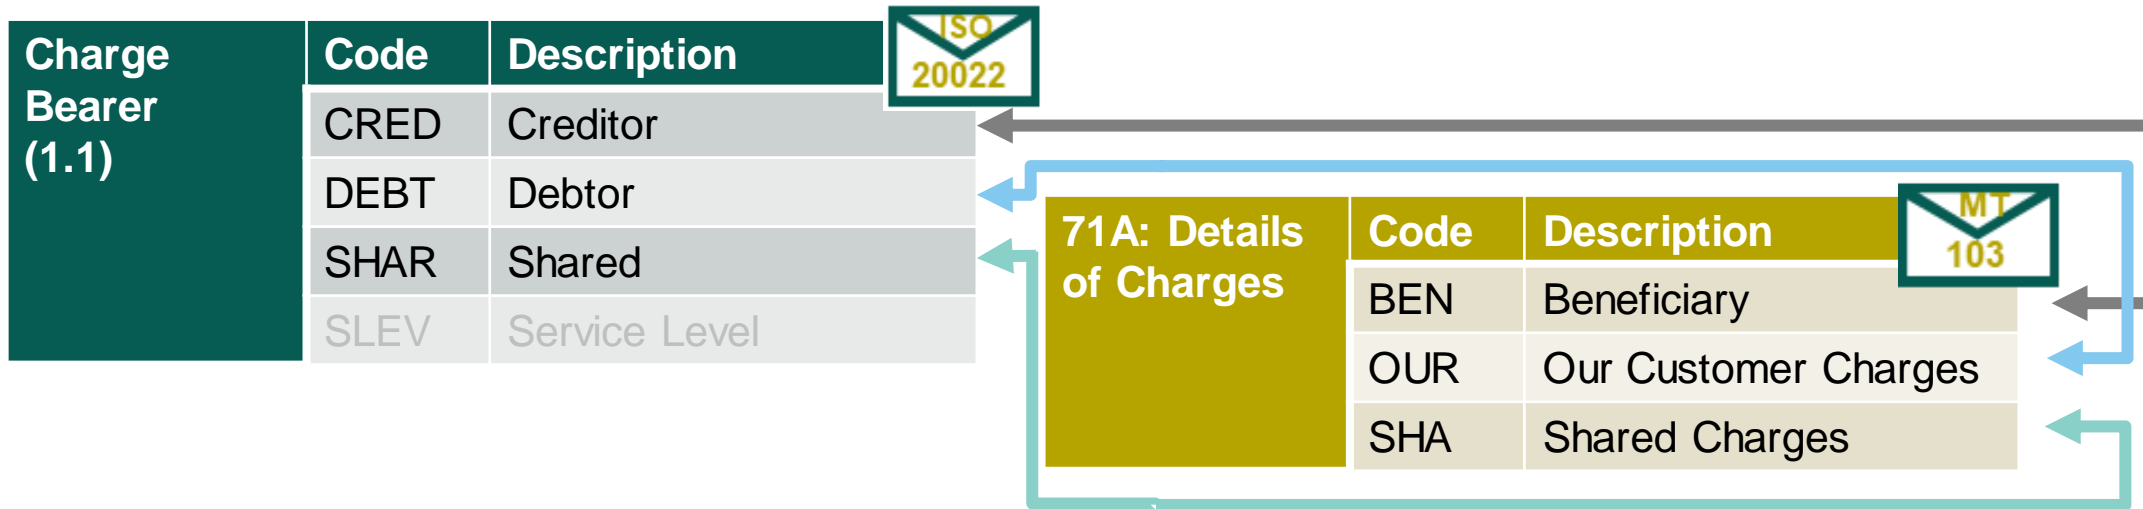 Charge Bearer (1.1) Code Description
ISO
20022
CRED Creditor
DEBT Debtor
SHAR Shared
SLEV Service Level
71A: Details of Charges Code Description
MT
103
BEN Beneficiary
OUR Our Customer Charges
SHA Shared Charges